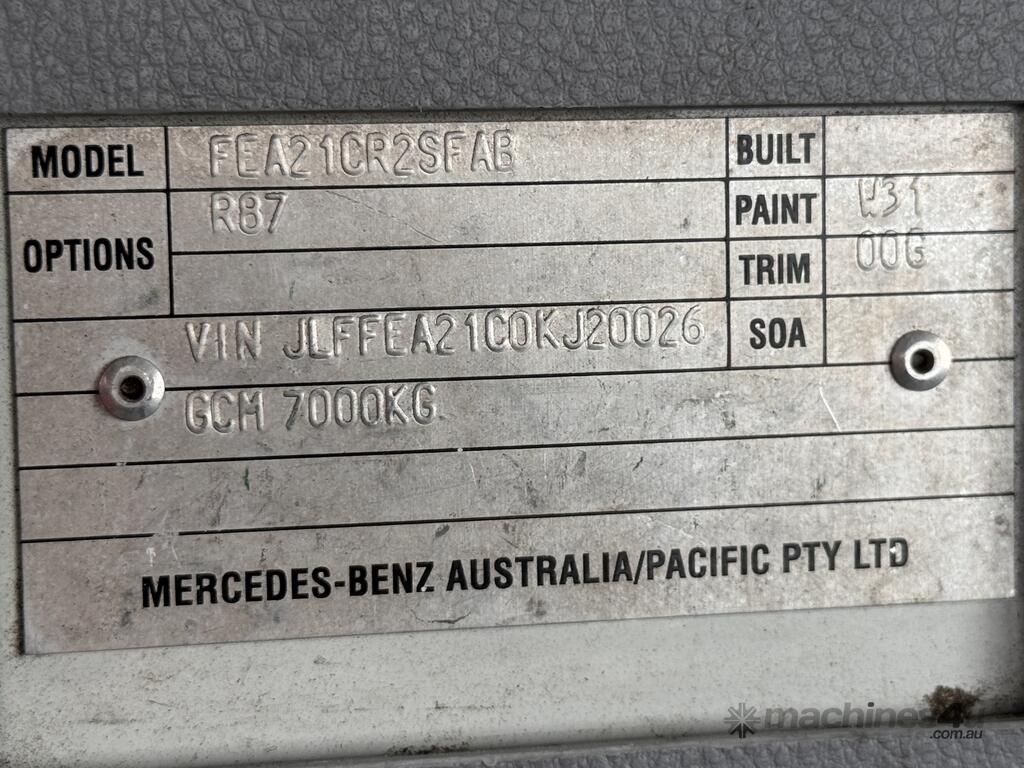 MODEL FEA21CR2SFAB BUILT
OPTIONS R87 PAINT W31
TRIM 00G
VIN JLFFEA21C0KJ20026 SOA
GCM 7000KG
MERCEDES-BENZ AUSTRALIA/PACIFIC PTY LTD
machines4u
.com.au